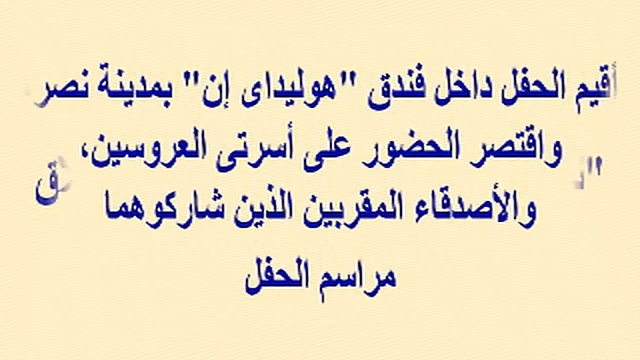 أقيم الحفل داخل فندق "هوليداى إن" بمدينة نصر
واقتصر الحضور على أسرتى العروسين،
والأصدقاء المقربين الذين شاركوهما
مراسم الحفل